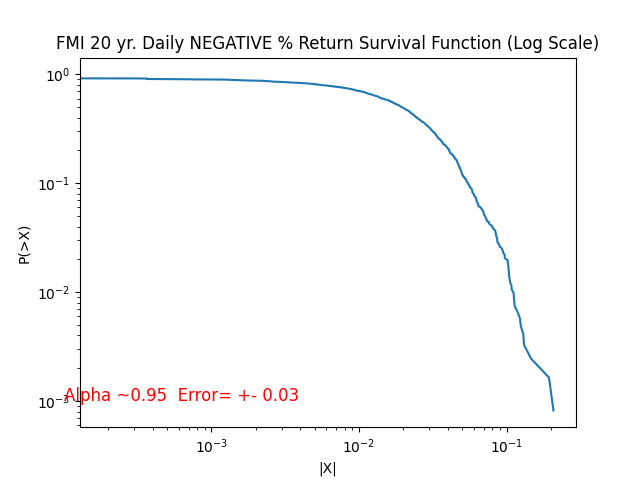 FMI 20 yr. Daily NEGATIVE % Return Survival Function (Log Scale)
10⁰
10⁻¹
P(>X)
10⁻²
10⁻³
Alpha ~0.95  Error= +- 0.03
10⁻³ 10⁻² 10⁻¹
|X|